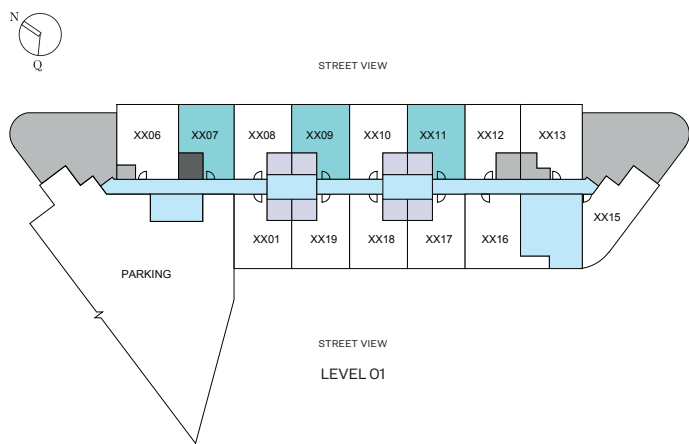 N
Q
STREET VIEW
XX06 XX07 XX08 XX09 XX10 XX11 XX12 XX13
XX15
XX01 XX19 XX18 XX17 XX16
PARKING
STREET VIEW
LEVEL 01